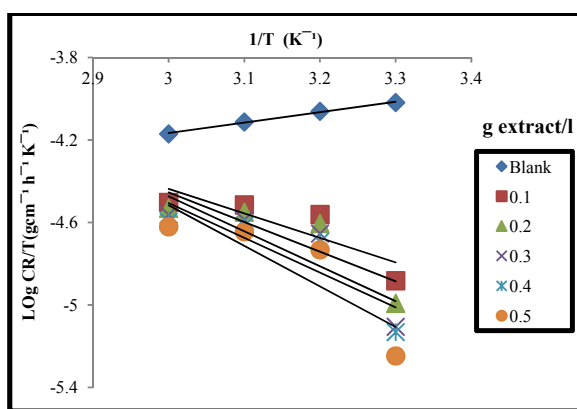 1/T (K¯¹)
2.9 3 3.1 3.2 3.3 3.4
-3.8
-4.2
-4.6
-5
-5.4
LOg CR/T(gcm¯¹ h¯¹ K¯¹)
g extract/l
Blank
0.1
0.2
0.3
0.4
0.5